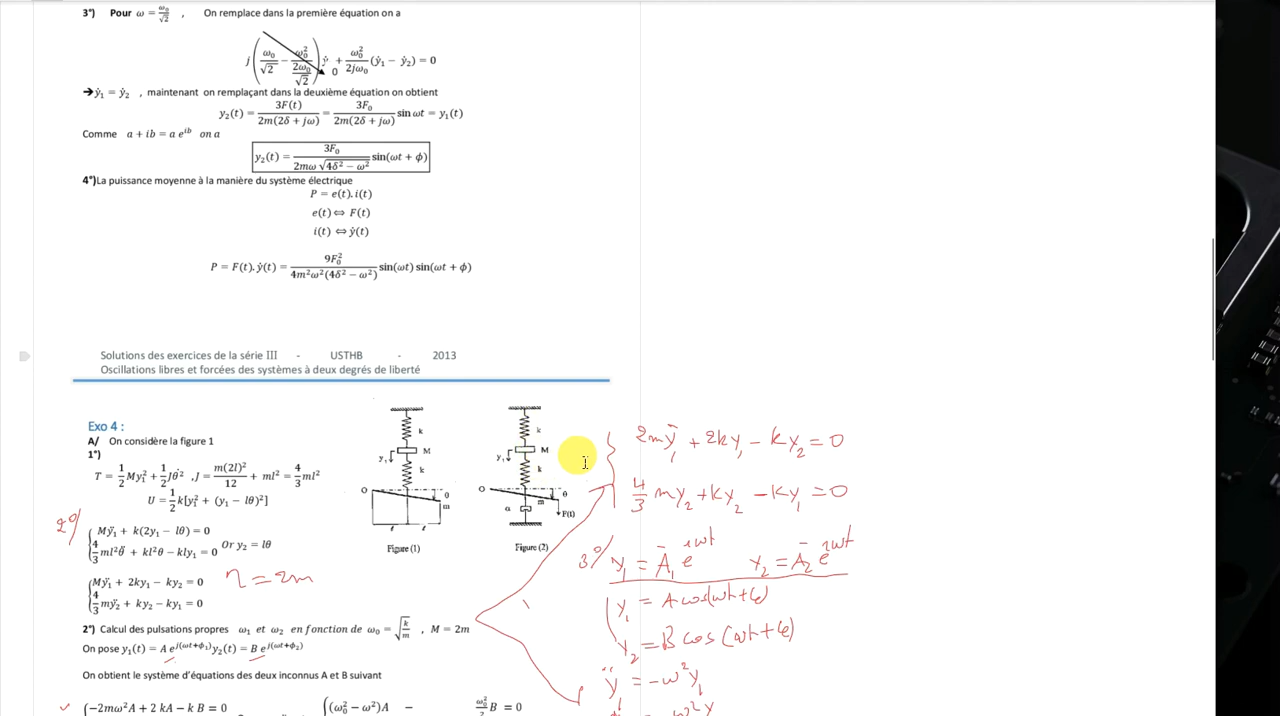 3°) Pour ω = ω₀/√2 , On remplace dans la première équation on a
j(ω₀/√2 − ω₀²/(2ω₀/√2)) ẏ + ω₀²/(2jω₀) (ẏ₁ − ẏ₂) = 0
0
➔ẏ₁ = ẏ₂ , maintenant on remplaçant dans la deuxième équation on obtient
y₂(t) = 3F(t)/(2m(2δ + jω)) = 3F₀/(2m(2δ + jω)) sin ωt = y₁(t)
Comme a + ib = a e^{ib} on a
y₂(t) = 3F₀/(2mω √(4δ² − ω²)) sin(ωt + ϕ)
4°)La puissance moyenne à la manière du système électrique
P = e(t). i(t)
e(t) ⇔ F(t)
i(t) ⇔ ẏ(t)
P = F(t). ẏ(t) = 9F₀²/(4m²ω²(4δ² − ω²)) sin(ωt) sin(ωt + ϕ)
Solutions des exercices de la série III - USTHB - 2013
Oscillations libres et forcées des systèmes à deux degrés de liberté
Exo 4 :
A/ On considère la figure 1
1°)
T = 1/2 Mẏ₁² + 1/2 Jθ̇² , J = m(2l)²/12 + ml² = 4/3 ml²
U = 1/2 k[y₁² + (y₁ − lθ)²]
2°/
{Mÿ₁ + k(2y₁ − lθ) = 0
4/3 ml²θ̈ + kl²θ − kly₁ = 0 Or y₂ = lθ
{Mÿ₁ + 2ky₁ − ky₂ = 0
4/3 mÿ₂ + ky₂ − ky₁ = 0
η = 2m
2°) Calcul des pulsations propres ω₁ et ω₂ en fonction de ω₀ = √(k/m) , M = 2m
On pose y₁(t) = A e^{j(ωt+ϕ₁)} y₂(t) = B e^{j(ωt+ϕ₂)}
On obtient le système d'équations des deux inconnus A et B suivant
(−2mω²A + 2 kA − k B = 0
{(ω₀² − ω²)A − ω₀²/2 B = 0
k
M
y₁
k
O
θ
m
ℓ
ℓ
Figure (1)
k
M
y₁
k
O
θ
m
α
F(t)
Figure (2)
2mÿ₁ + 2ky₁ − ky₂ = 0
4/3 mÿ₂ + ky₂ − ky₁ = 0
3°/ y₁ = Ā₁ e^{iωt} y₂ = Ā₂ e^{iωt}
y₁ = A cos(ωt + φ)
y₂ = B cos(ωt + φ)
ÿ₁ = −ω²y₁